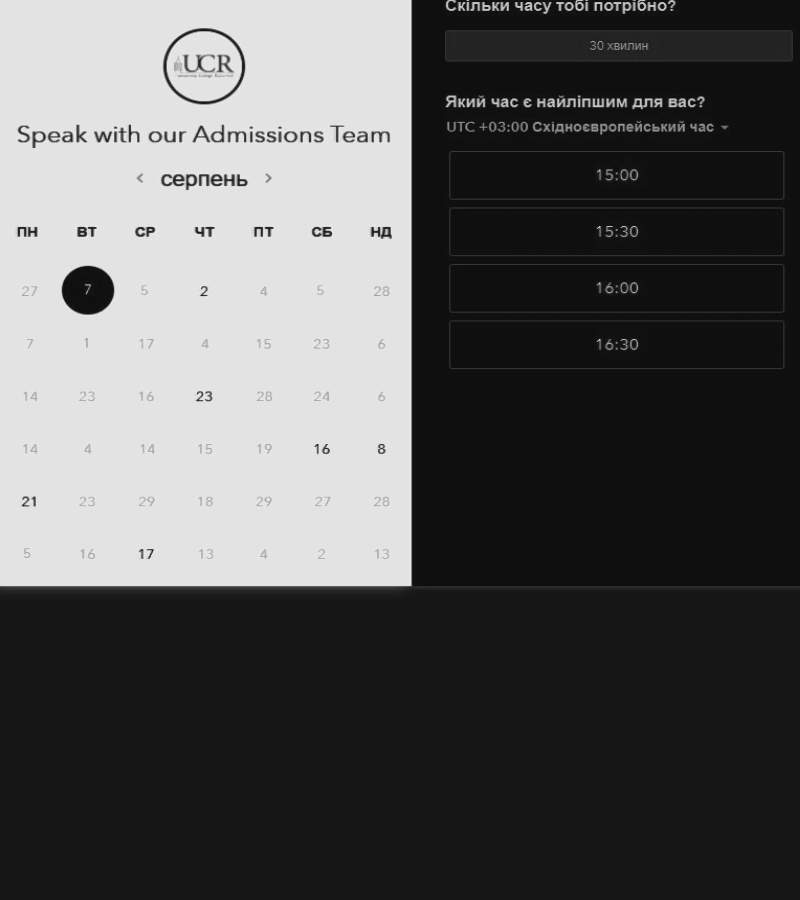 UCR
Speak with our Admissions Team
серпень
ПН ВТ СР ЧТ ПТ СБ НД
27 7 5 2 4 5 28
7 1 17 4 15 23 6
14 23 16 23 28 24 6
14 4 14 15 19 16 8
21 23 29 18 29 27 28
5 16 17 13 4 2 13
Скільки часу тобі потрібно?
30 хвилин
Який час є найліпшим для вас?
UTC +03:00 Східноєвропейський час
15:00
15:30
16:00
16:30